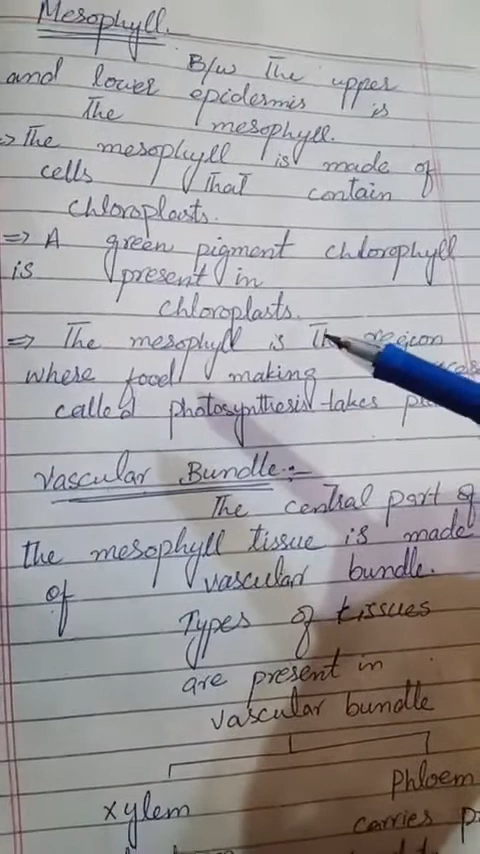 Mesophyll.
B/w The upper
and lower epidermis is
The mesophyll.
=> The mesophyll is made of
cells That contain
chloroplasts.
=> A green pigment chlorophyll
is present in
chloroplasts.
=> The mesophyll is The region
where food making
called photosynthesis takes
Vascular Bundle:-
The central part of
the mesophyll tissue is made
of vascular bundle.
Types of tissues
are present in
vascular bundle
Phloem
xylem
carries